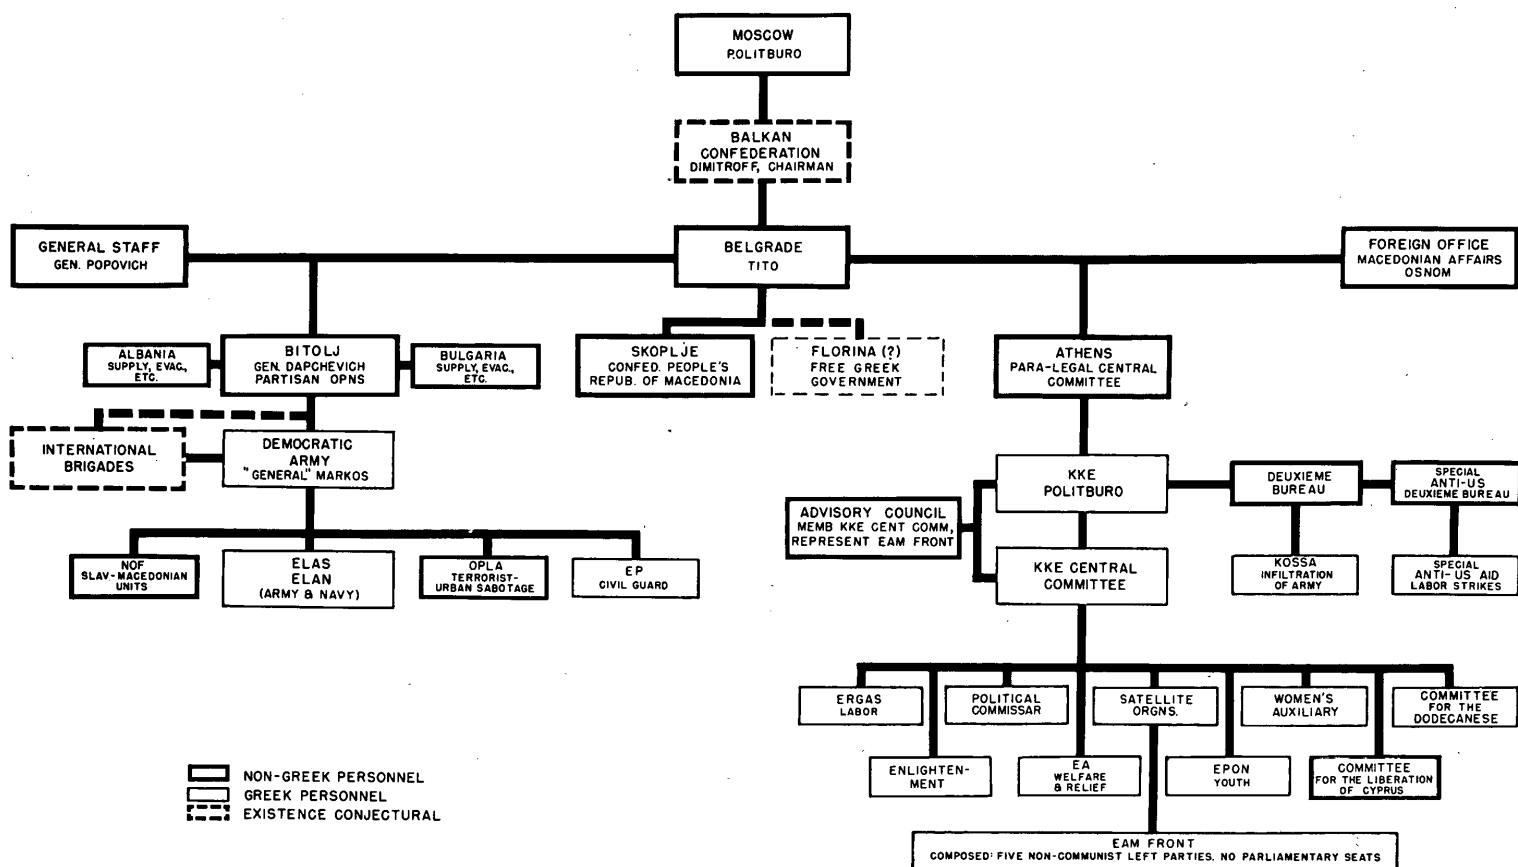 MOSCOW
POLITBURO
BALKAN
CONFEDERATION
DIMITROFF, CHAIRMAN
GENERAL STAFF
GEN. POPOVICH
BELGRADE
TITO
FOREIGN OFFICE
MACEDONIAN AFFAIRS
OSNOM
ALBANIA
SUPPLY, EVAC.,
ETC.
BITOLJ
GEN. DAPCHEVICH
PARTISAN OPNS
BULGARIA
SUPPLY, EVAC.,
ETC.
SKOPLJE
CONFED. PEOPLE'S
REPUB. OF MACEDONIA
FLORINA (?)
FREE GREEK
GOVERNMENT
ATHENS
PARA-LEGAL CENTRAL
COMMITTEE
INTERNATIONAL
BRIGADES
DEMOCRATIC
ARMY
"GENERAL" MARKOS
KKE
POLITBURO
DEUXIEME
BUREAU
SPECIAL
ANTI-US
DEUXIEME BUREAU
ADVISORY COUNCIL
MEMB KKE CENT COMM,
REPRESENT EAM FRONT
KKE CENTRAL
COMMITTEE
KOSSA
INFILTRATION
OF ARMY
SPECIAL
ANTI-US AID
LABOR STRIKES
NOF
SLAV-MACEDONIAN
UNITS
ELAS
ELAN
(ARMY & NAVY)
OPLA
TERRORIST-
URBAN SABOTAGE
EP
CIVIL GUARD
ERGAS
LABOR
POLITICAL
COMMISSAR
SATELLITE
ORGNS.
WOMEN'S
AUXILIARY
COMMITTEE
FOR THE
DODECANESE
ENLIGHTEN-
MENT
EA
WELFARE
& RELIEF
EPON
YOUTH
COMMITTEE
FOR THE LIBERATION
OF CYPRUS
EAM FRONT
COMPOSED: FIVE NON-COMMUNIST LEFT PARTIES. NO PARLIAMENTARY SEATS
NON-GREEK PERSONNEL
GREEK PERSONNEL
EXISTENCE CONJECTURAL